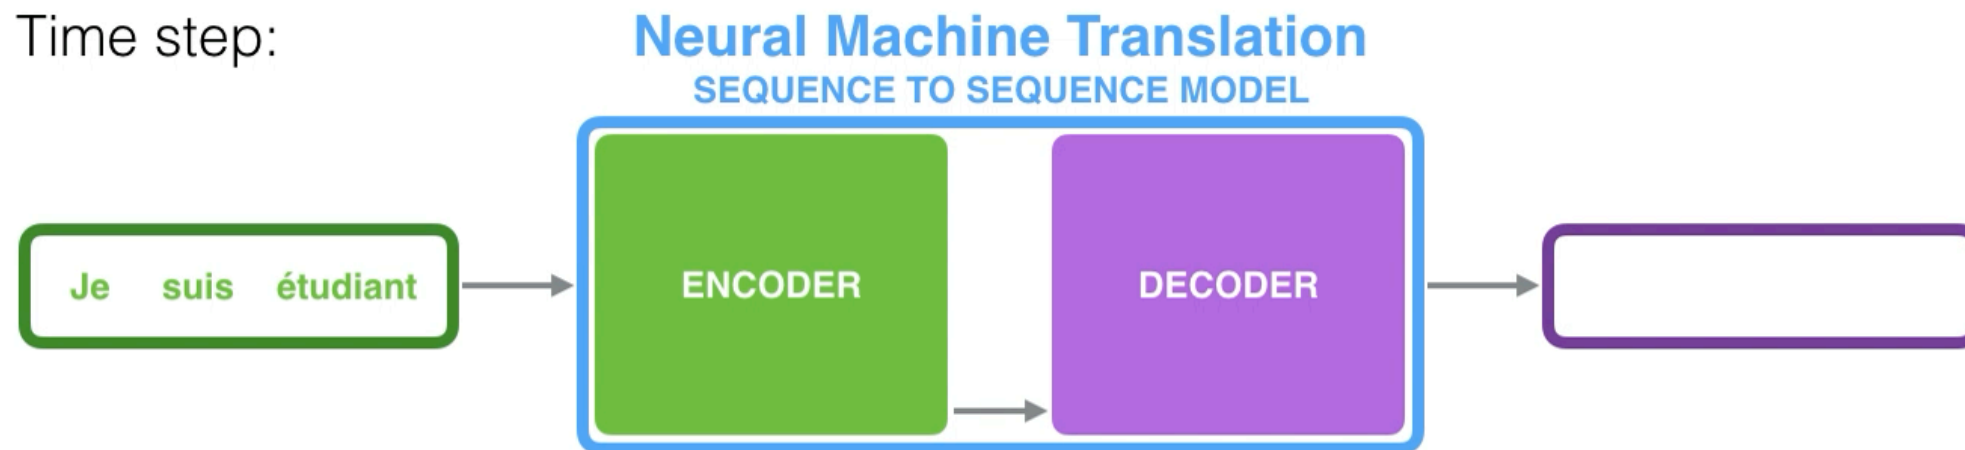 Time step:
Neural Machine Translation
SEQUENCE TO SEQUENCE MODEL
Je suis étudiant
ENCODER
DECODER